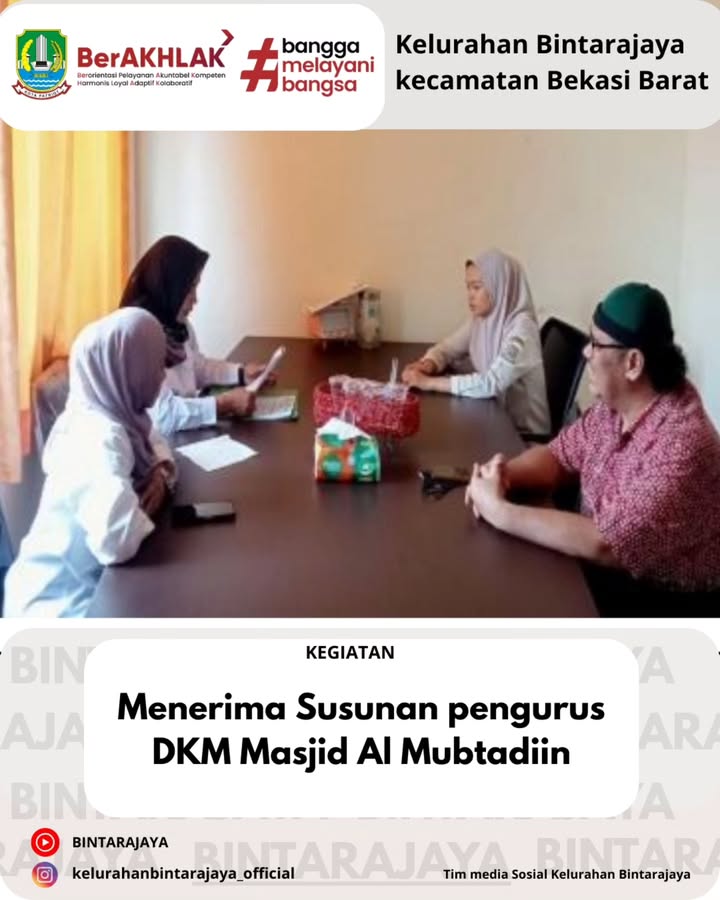 BerAKHLAK
Berorientasi Pelayanan Akuntabel Kompeten
Harmonis Loyal Adaptif Kolaboratif
#bangga
melayani
bangsa
Kelurahan Bintarajaya
kecamatan Bekasi Barat
KEGIATAN
Menerima Susunan pengurus
DKM Masjid Al Mubtadiin
BINTARAJAYA
kelurahanbintarajaya_official
Tim media Sosial Kelurahan Bintarajaya
BINTARAJAYA